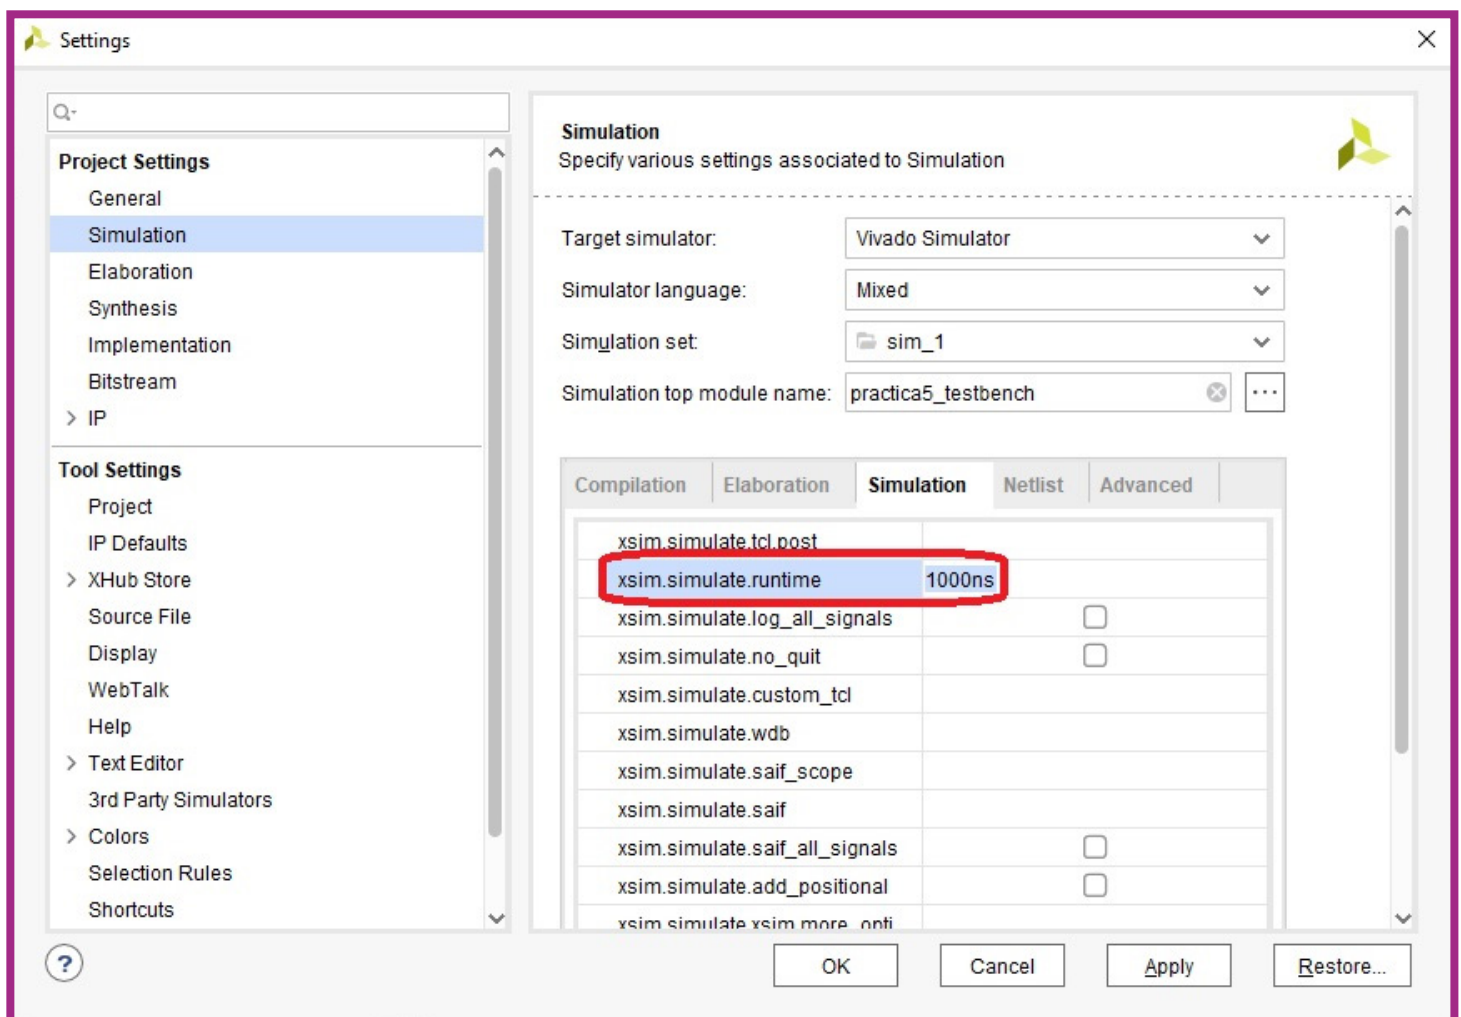 Settings
Project Settings
General
Simulation
Elaboration
Synthesis
Implementation
Bitstream
IP
Tool Settings
Project
IP Defaults
XHub Store
Source File
Display
WebTalk
Help
Text Editor
3rd Party Simulators
Colors
Selection Rules
Shortcuts
Simulation
Specify various settings associated to Simulation
Target simulator: Vivado Simulator
Simulator language: Mixed
Simulation set: sim_1
Simulation top module name: practica5_testbench ...
Compilation Elaboration Simulation Netlist Advanced
xsim.simulate.tcl.post
xsim.simulate.runtime 1000ns
xsim.simulate.log_all_signals
xsim.simulate.no_quit
xsim.simulate.custom_tcl
xsim.simulate.wdb
xsim.simulate.saif_scope
xsim.simulate.saif
xsim.simulate.saif_all_signals
xsim.simulate.add_positional
xsim.simulate.xsim.more_opti
? OK Cancel Apply Restore...